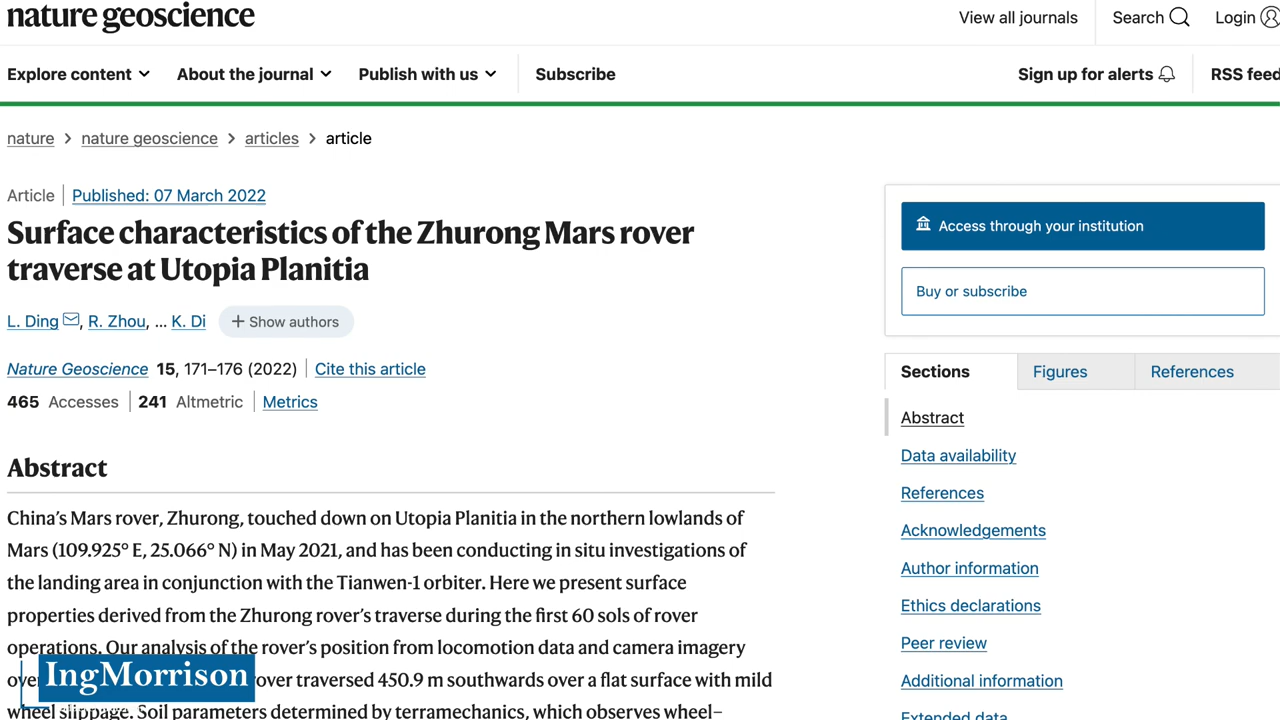 nature geoscience
View all journals
Search
Login
Explore content
About the journal
Publish with us
Subscribe
Sign up for alerts
RSS feed
nature > nature geoscience > articles > article
Article | Published: 07 March 2022
Surface characteristics of the Zhurong Mars rover
traverse at Utopia Planitia
L. Ding, R. Zhou, ... K. Di + Show authors
Nature Geoscience 15, 171–176 (2022) | Cite this article
465 Accesses | 241 Altmetric | Metrics
Abstract
China's Mars rover, Zhurong, touched down on Utopia Planitia in the northern lowlands of
Mars (109.925° E, 25.066° N) in May 2021, and has been conducting in situ investigations of
the landing area in conjunction with the Tianwen-1 orbiter. Here we present surface
properties derived from the Zhurong rover's traverse during the first 60 sols of rover
operations. Our analysis of the rover's position from locomotion data and camera imagery
over traversed 450.9 m southwards over a flat surface with mild
wheel slippage. Soil parameters determined by terramechanics, which observes wheel–
IngMorrison
Access through your institution
Buy or subscribe
Sections
Figures
References
Abstract
Data availability
References
Acknowledgements
Author information
Ethics declarations
Peer review
Additional information
Extended data